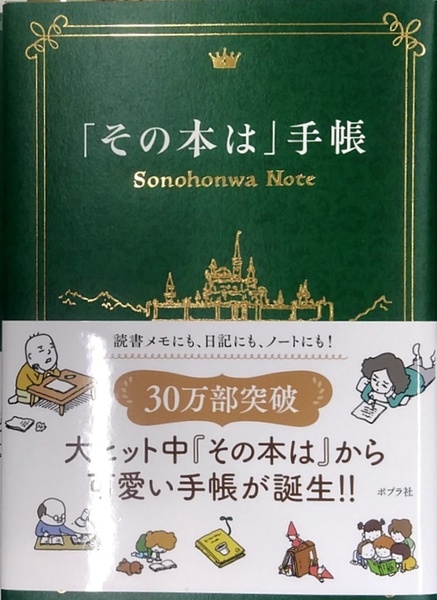 「その本は」手帳
Sonohonwa Note
読書メモにも、日記にも、ノートにも!
30万部突破
大ヒット中『その本は』から
可愛い手帳が誕生!!
ポプラ社